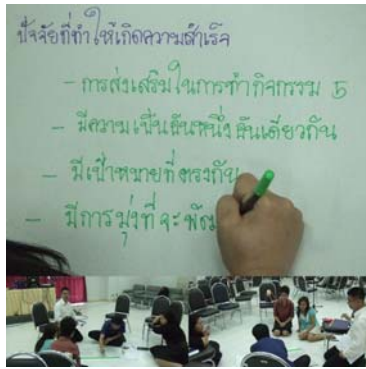 ปัจจัยที่ทำให้เกิดความสำเร็จ
- การส่งเสริมในการทำกิจกรรม 5
- มีความเป็นอันหนึ่งอันเดียวกัน
- มีเป้าหมายที่ตรงกัน
- มีการมุ่งที่จะพัฒ